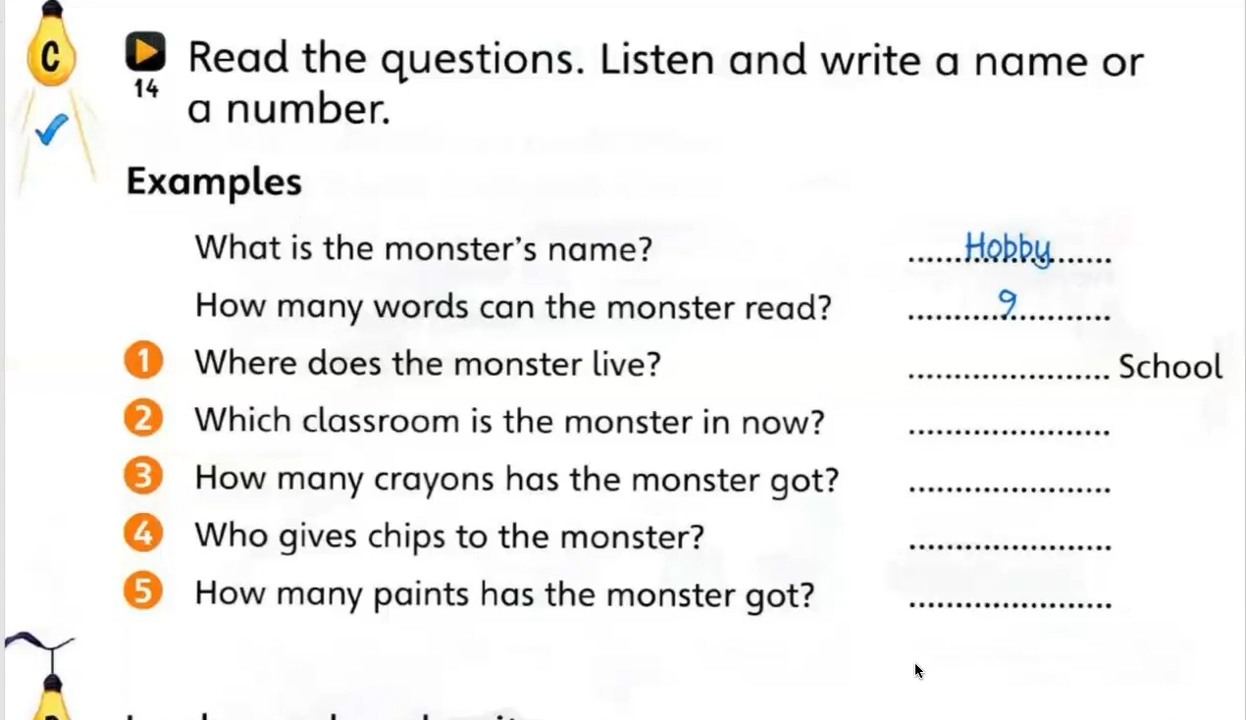 C
14
Read the questions. Listen and write a name or
a number.
Examples
What is the monster's name? ......Hobby......
How many words can the monster read? .........9.........
1 Where does the monster live? ..................... School
2 Which classroom is the monster in now? .....................
3 How many crayons has the monster got? .....................
4 Who gives chips to the monster? .....................
5 How many paints has the monster got? .....................